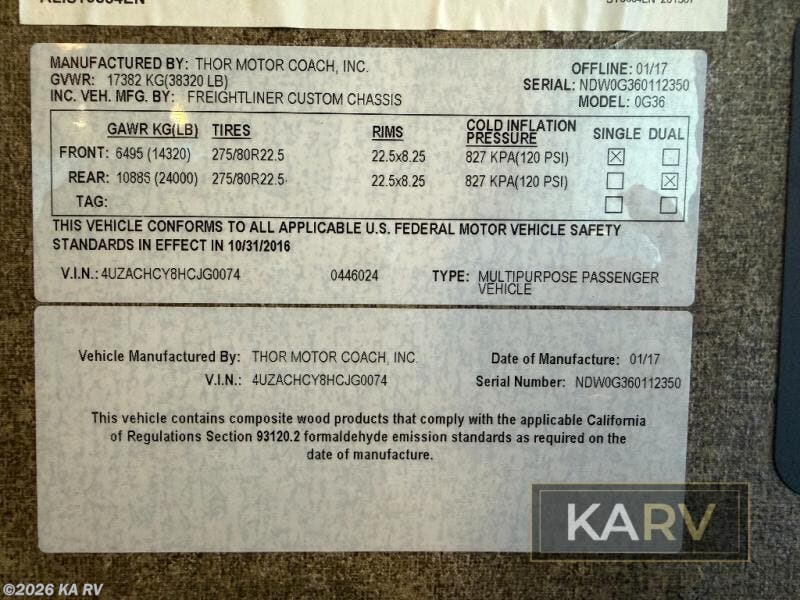 MANUFACTURED BY: THOR MOTOR COACH, INC.
GVWR: 17382 KG(38320 LB)
INC. VEH. MFG. BY: FREIGHTLINER CUSTOM CHASSIS
OFFLINE: 01/17
SERIAL: NDW0G360112350
MODEL: 0G36
GAWR KG(LB) TIRES RIMS COLD INFLATION PRESSURE SINGLE DUAL
FRONT: 6495 (14320) 275/80R22.5 22.5x8.25 827 KPA(120 PSI) ☒ ☐
REAR: 10885 (24000) 275/80R22.5 22.5x8.25 827 KPA(120 PSI) ☐ ☒
TAG: ☐ ☐
THIS VEHICLE CONFORMS TO ALL APPLICABLE U.S. FEDERAL MOTOR VEHICLE SAFETY
STANDARDS IN EFFECT IN 10/31/2016
V.I.N.: 4UZACHCY8HCJG0074 0446024 TYPE: MULTIPURPOSE PASSENGER
VEHICLE
Vehicle Manufactured By: THOR MOTOR COACH, INC. Date of Manufacture: 01/17
V.I.N.: 4UZACHCY8HCJG0074 Serial Number: NDW0G360112350
This vehicle contains composite wood products that comply with the applicable California
of Regulations Section 93120.2 formaldehyde emission standards as required on the
date of manufacture.
KARV
©2026 KA RV